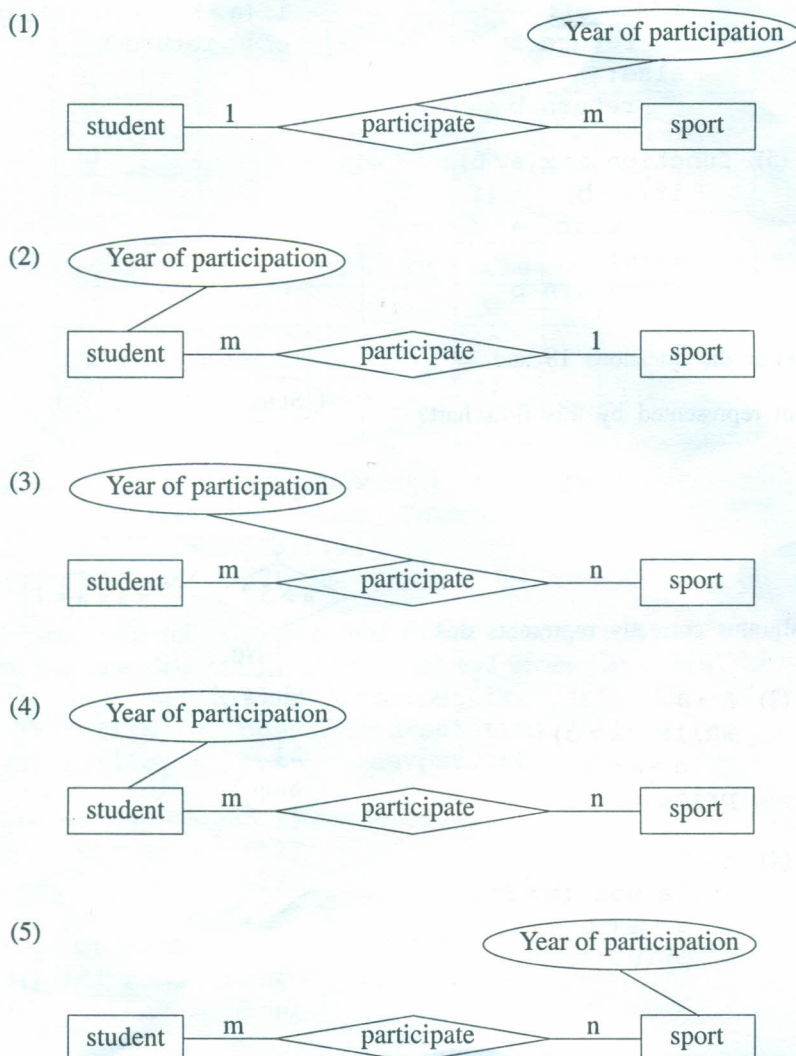 (1)
Year of participation
student 1 participate m sport
(2)
Year of participation
student m participate 1 sport
(3)
Year of participation
student m participate n sport
(4)
Year of participation
student m participate n sport
(5)
Year of participation
student m participate n sport